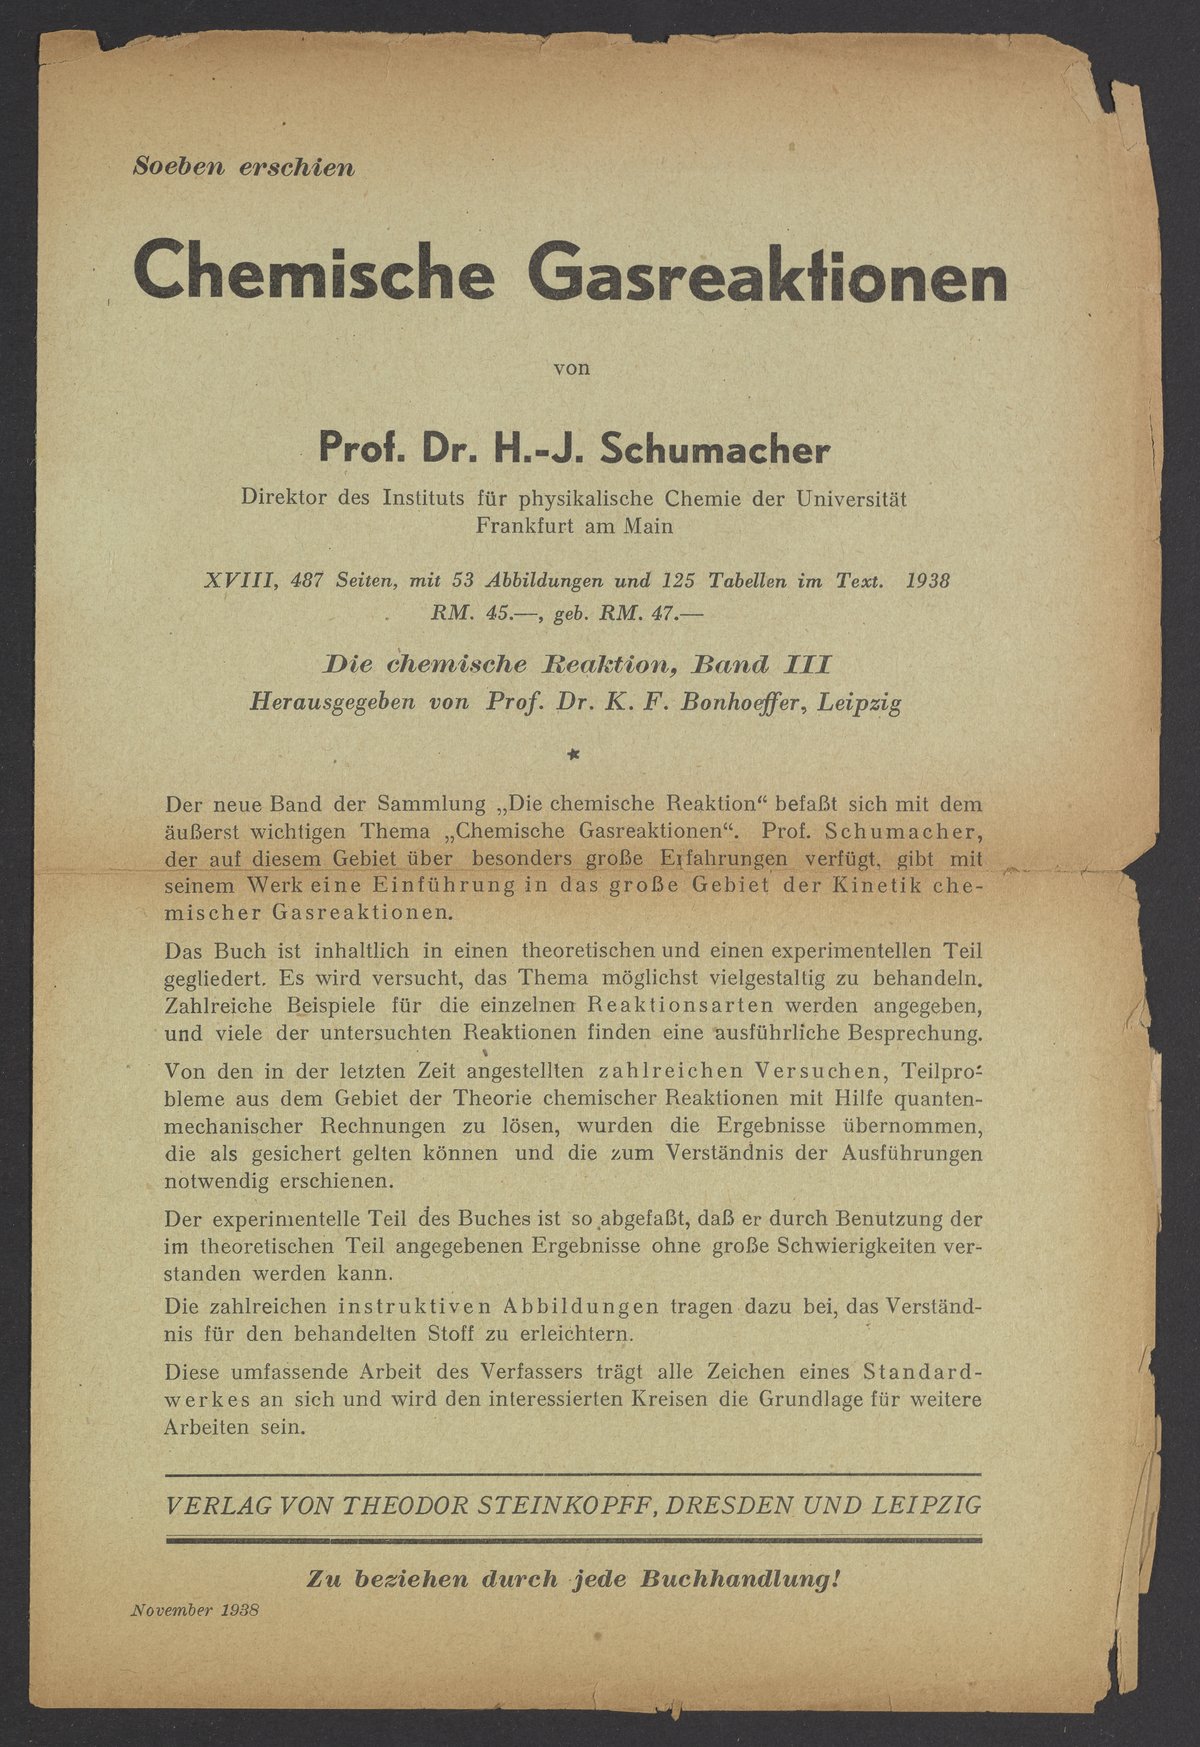 Soeben erschien
Chemische Gasreaktionen
von
Prof. Dr. H.-J. Schumacher
Direktor des Instituts für physikalische Chemie der Universität
Frankfurt am Main
XVIII, 487 Seiten, mit 53 Abbildungen und 125 Tabellen im Text. 1938
RM. 45.—, geb. RM. 47.—
Die chemische Reaktion, Band III
Herausgegeben von Prof. Dr. K. F. Bonhoeffer, Leipzig
*
Der neue Band der Sammlung „Die chemische Reaktion“ befaßt sich mit dem
äußerst wichtigen Thema „Chemische Gasreaktionen“. Prof. Schumacher,
der auf diesem Gebiet über besonders große Erfahrungen verfügt, gibt mit
seinem Werk eine Einführung in das große Gebiet der Kinetik che-
mischer Gasreaktionen.
Das Buch ist inhaltlich in einen theoretischen und einen experimentellen Teil
gegliedert. Es wird versucht, das Thema möglichst vielgestaltig zu behandeln.
Zahlreiche Beispiele für die einzelnen Reaktionsarten werden angegeben,
und viele der untersuchten Reaktionen finden eine ausführliche Besprechung.
Von den in der letzten Zeit angestellten zahlreichen Versuchen, Teilpro-
bleme aus dem Gebiet der Theorie chemischer Reaktionen mit Hilfe quanten-
mechanischer Rechnungen zu lösen, wurden die Ergebnisse übernommen,
die als gesichert gelten können und die zum Verständnis der Ausführungen
notwendig erschienen.
Der experimentelle Teil des Buches ist so abgefaßt, daß er durch Benutzung der
im theoretischen Teil angegebenen Ergebnisse ohne große Schwierigkeiten ver-
standen werden kann.
Die zahlreichen instruktiven Abbildungen tragen dazu bei, das Verständ-
nis für den behandelten Stoff zu erleichtern.
Diese umfassende Arbeit des Verfassers trägt alle Zeichen eines Standard-
werkes an sich und wird den interessierten Kreisen die Grundlage für weitere
Arbeiten sein.
VERLAG VON THEODOR STEINKOPFF, DRESDEN UND LEIPZIG
Zu beziehen durch jede Buchhandlung!
November 1938